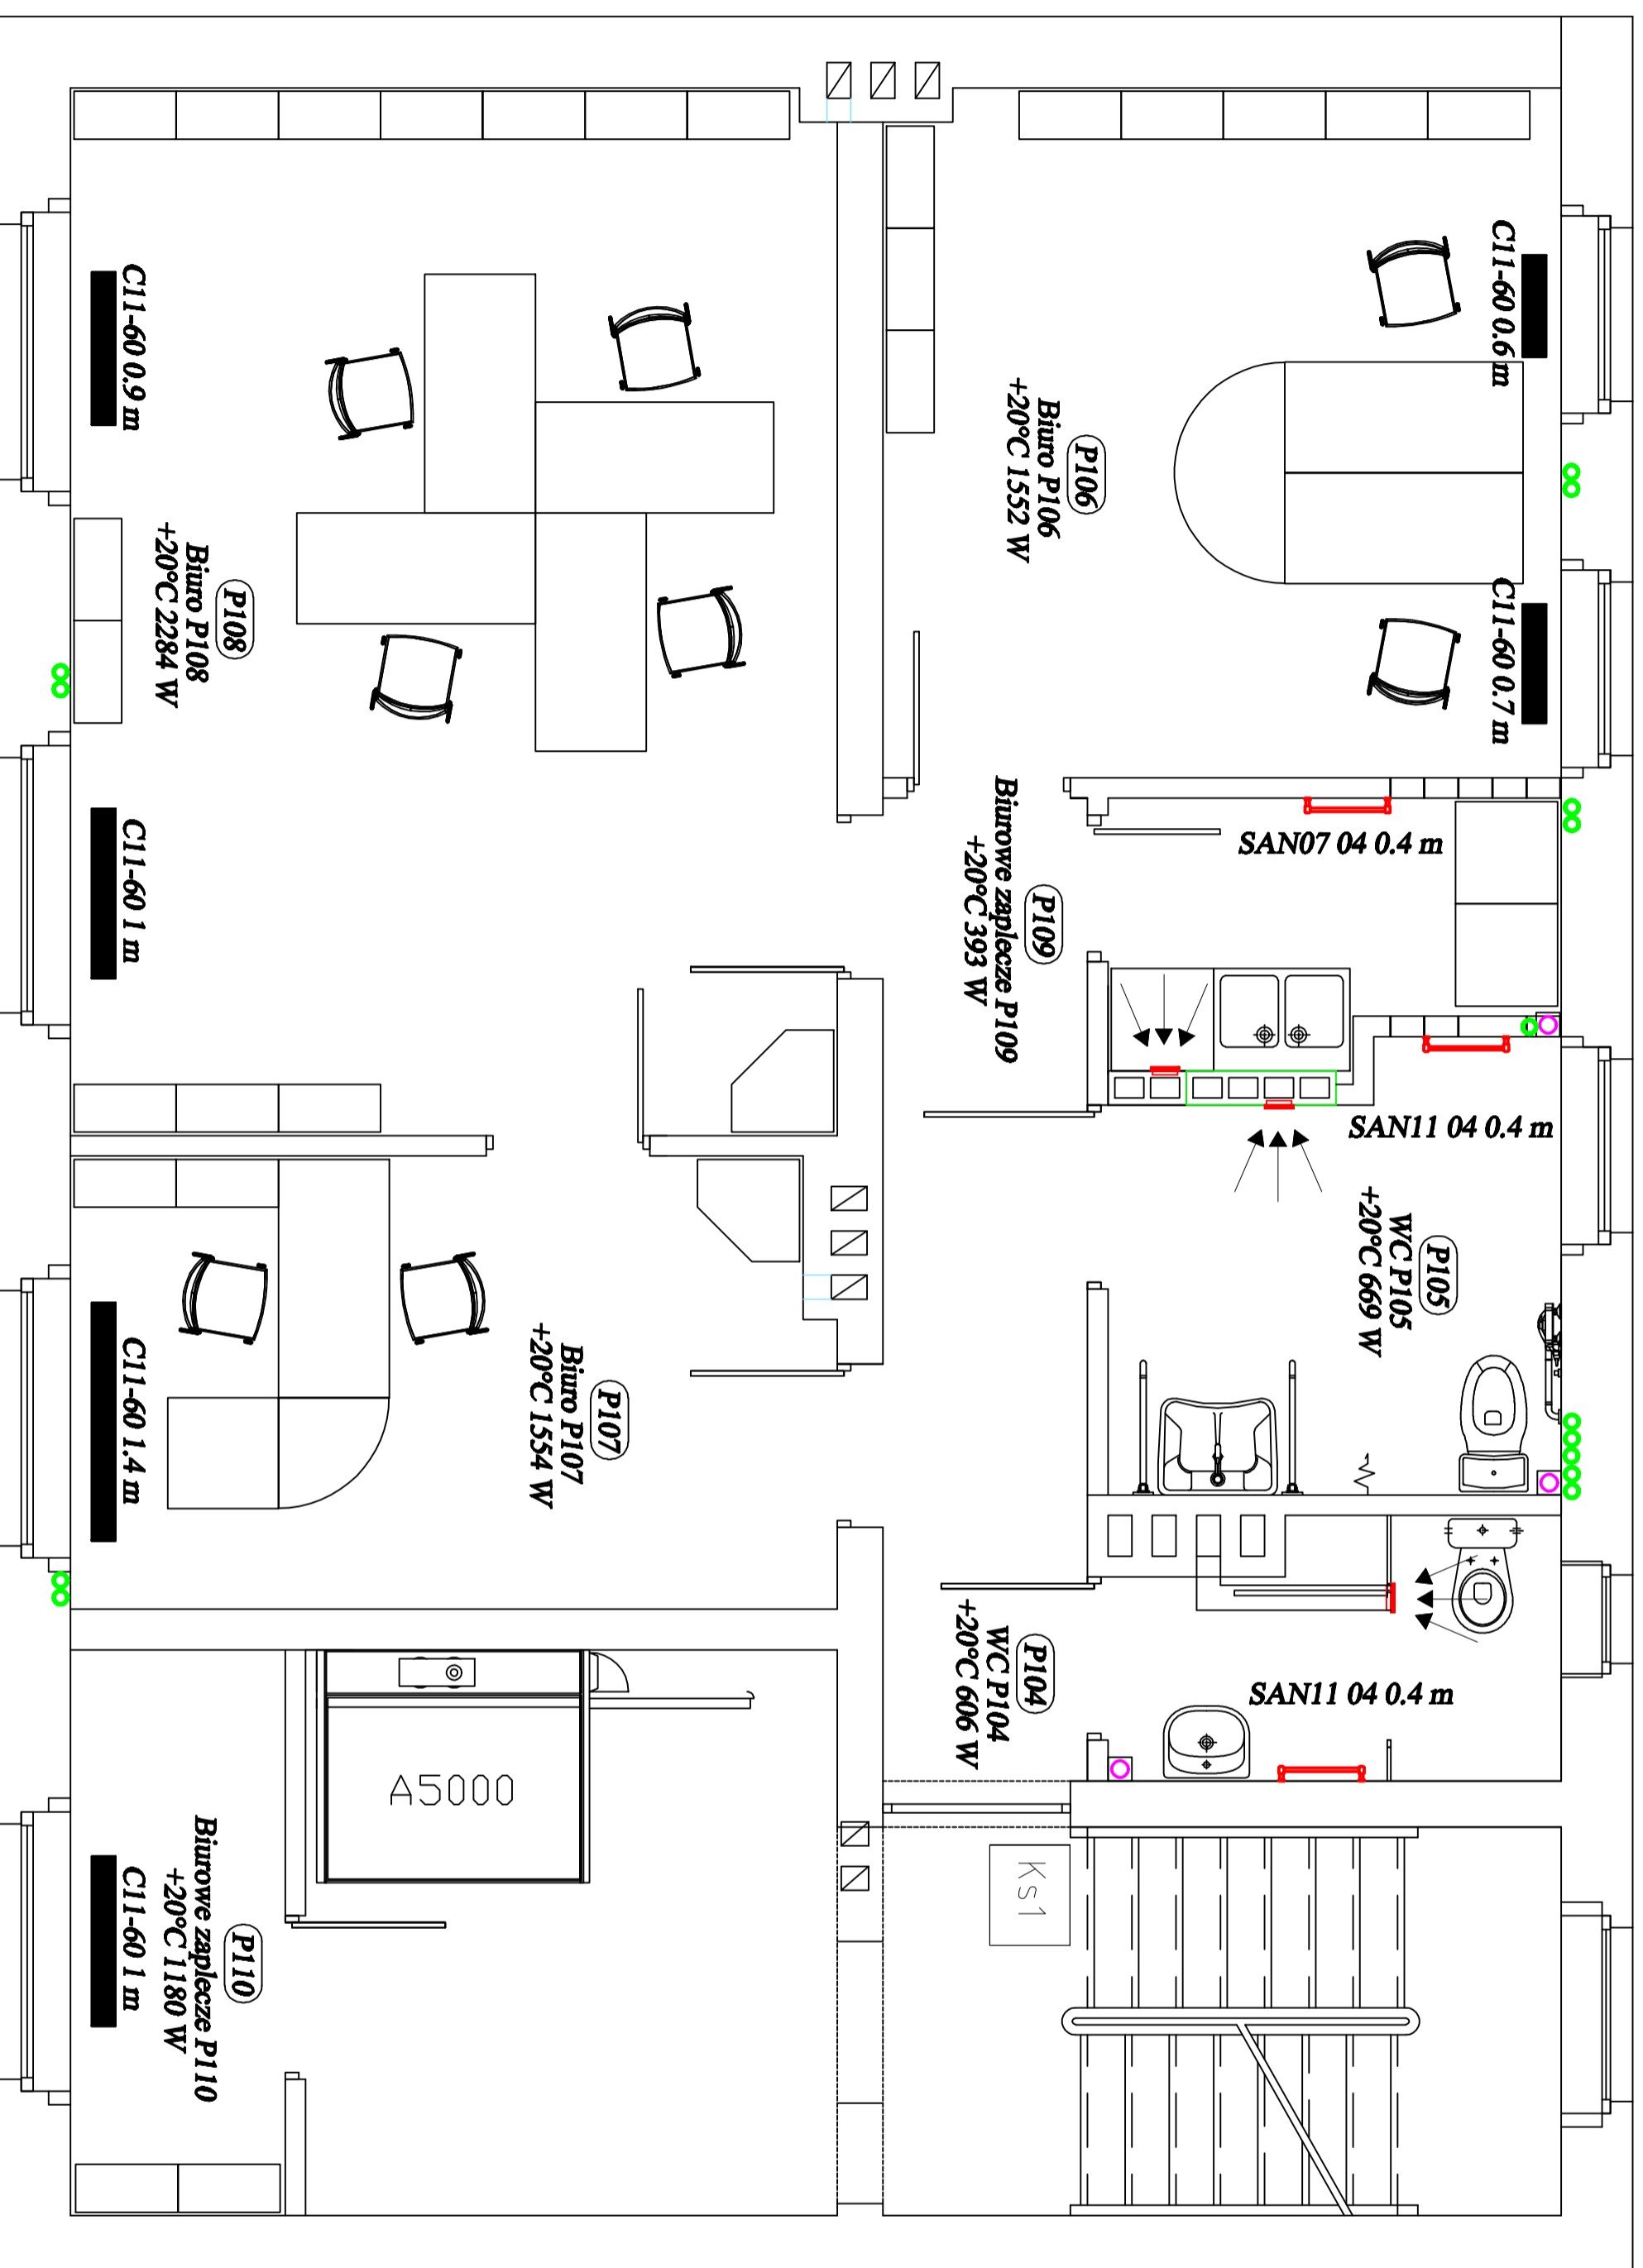 C11-60 0.6 m
C11-60 0.7 m
P106
Biuro P106
+20°C 1552 W
SAN07 04 0.4 m
P109
Biurowe zaplecze P109
+20°C 393 W
SAN11 04 0.4 m
P105
WC P105
+20°C 669 W
SAN11 04 0.4 m
P104
WC P104
+20°C 606 W
Ks1
P108
Biuro P108
+20°C 2284 W
C11-60 0.9 m
C11-60 1 m
P107
Biuro P107
+20°C 1554 W
C11-60 1.4 m
A5000
P110
Biurowe zaplecze P110
+20°C 1180 W
C11-60 1 m